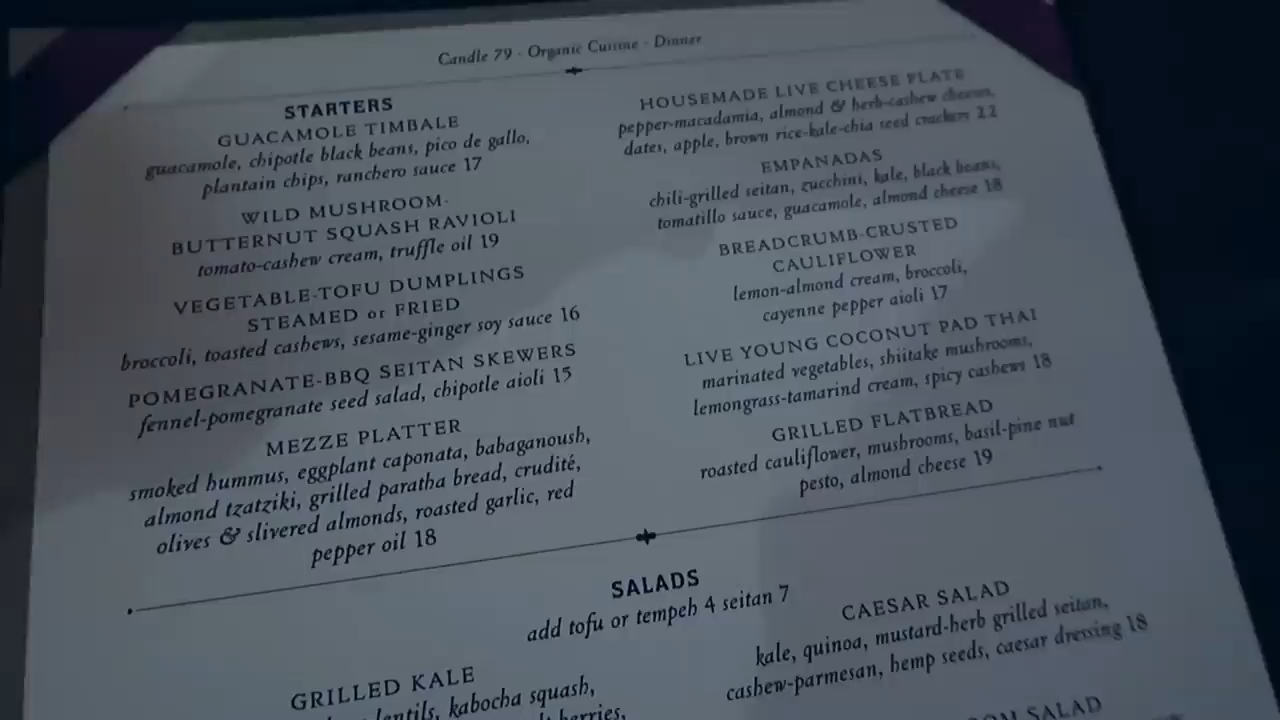 Candle 79 · Organic Cuisine · Dinner
STARTERS
GUACAMOLE TIMBALE
guacamole, chipotle black beans, pico de gallo,
plantain chips, ranchero sauce 17
WILD MUSHROOM-
BUTTERNUT SQUASH RAVIOLI
tomato-cashew cream, truffle oil 19
VEGETABLE-TOFU DUMPLINGS
STEAMED or FRIED
broccoli, toasted cashews, sesame-ginger soy sauce 16
POMEGRANATE-BBQ SEITAN SKEWERS
fennel-pomegranate seed salad, chipotle aioli 15
MEZZE PLATTER
smoked hummus, eggplant caponata, babaganoush,
almond tzatziki, grilled paratha bread, crudité,
olives & slivered almonds, roasted garlic, red
pepper oil 18
HOUSEMADE LIVE CHEESE PLATE
pepper-macadamia, almond & herb-cashew cheeses,
dates, apple, brown rice-kale-chia seed crackers 22
EMPANADAS
chili-grilled seitan, zucchini, kale, black beans,
tomatillo sauce, guacamole, almond cheese 18
BREADCRUMB-CRUSTED
CAULIFLOWER
lemon-almond cream, broccoli,
cayenne pepper aioli 17
LIVE YOUNG COCONUT PAD THAI
marinated vegetables, shiitake mushrooms,
lemongrass-tamarind cream, spicy cashews 18
GRILLED FLATBREAD
roasted cauliflower, mushrooms, basil-pine nut
pesto, almond cheese 19
SALADS
add tofu or tempeh 4 seitan 7
GRILLED KALE
lentils, kabocha squash,
berries,
CAESAR SALAD
kale, quinoa, mustard-herb grilled seitan,
cashew-parmesan, hemp seeds, caesar dressing 18
SALAD